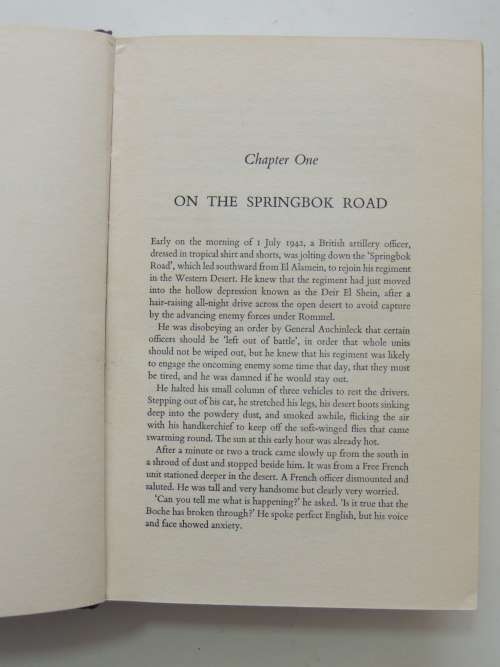 Chapter One
ON THE SPRINGBOK ROAD
Early on the morning of 1 July 1942, a British artillery officer,
dressed in tropical shirt and shorts, was jolting down the 'Springbok
Road', which led southward from El Alamein, to rejoin his regiment
in the Western Desert. He knew that the regiment had just moved
into the hollow depression known as the Deir El Shein, after a
hair-raising all-night drive across the open desert to avoid capture
by the advancing enemy forces under Rommel.
He was disobeying an order by General Auchinleck that certain
officers should be 'left out of battle', in order that whole units
should not be wiped out, but he knew that his regiment was likely
to engage the oncoming enemy some time that day, that they must
be tired, and he was damned if he would stay out.
He halted his small column of three vehicles to rest the drivers.
Stepping out of his car, he stretched his legs, his desert boots sinking
deep into the powdery dust, and smoked awhile, flicking the air
with his handkerchief to keep off the soft-winged flies that came
swarming round. The sun at this early hour was already hot.
After a minute or two a truck came slowly up from the south in
a shroud of dust and stopped beside him. It was from a Free French
unit stationed deeper in the desert. A French officer dismounted and
saluted. He was tall and very handsome but clearly very worried.
'Can you tell me what is happening?' he asked. 'Is it true that the
Boche has broken through?' He spoke perfect English, but his voice
and face showed anxiety.